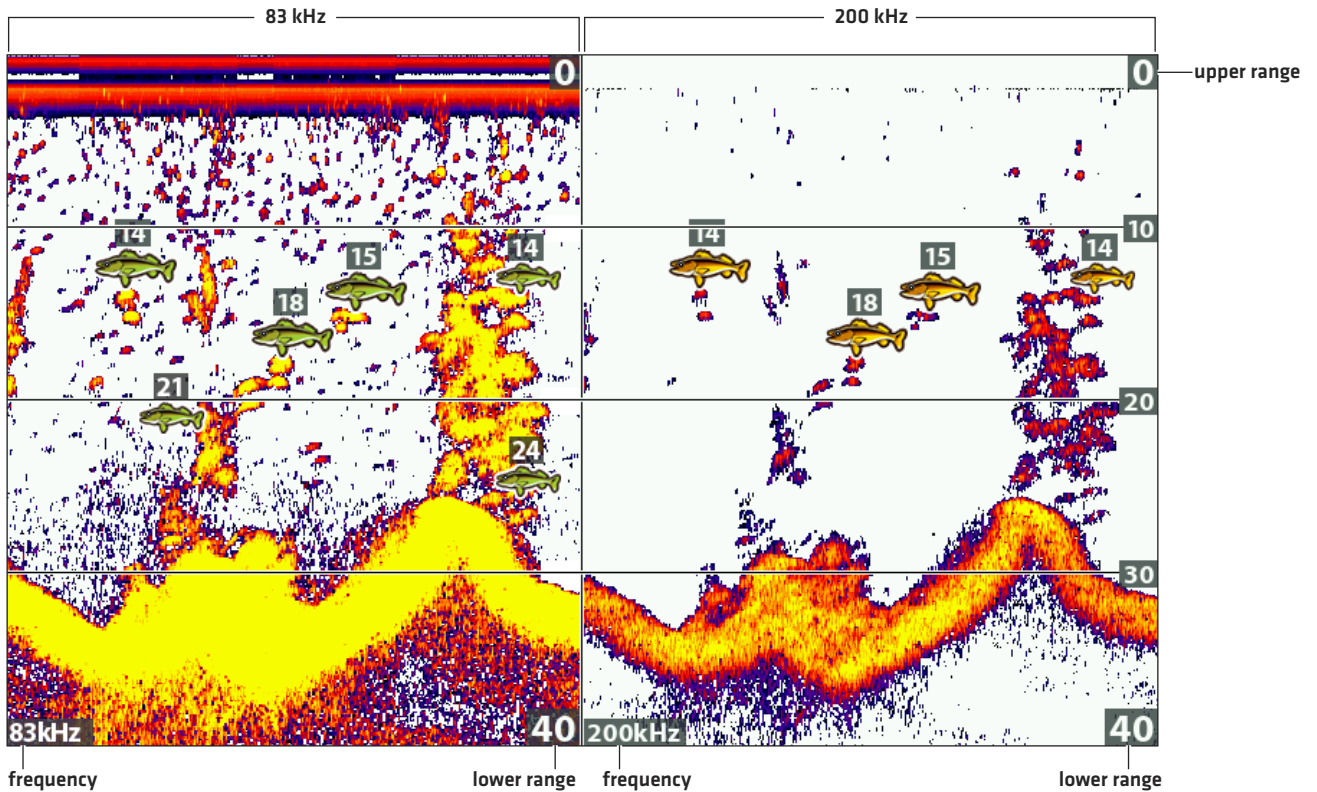 83 kHz
200 kHz
0
0
upper range
14
15
14
18
14
15
14
18
10
21
24
20
30
83kHz
40
200kHz
40
frequency
lower range
frequency
lower range